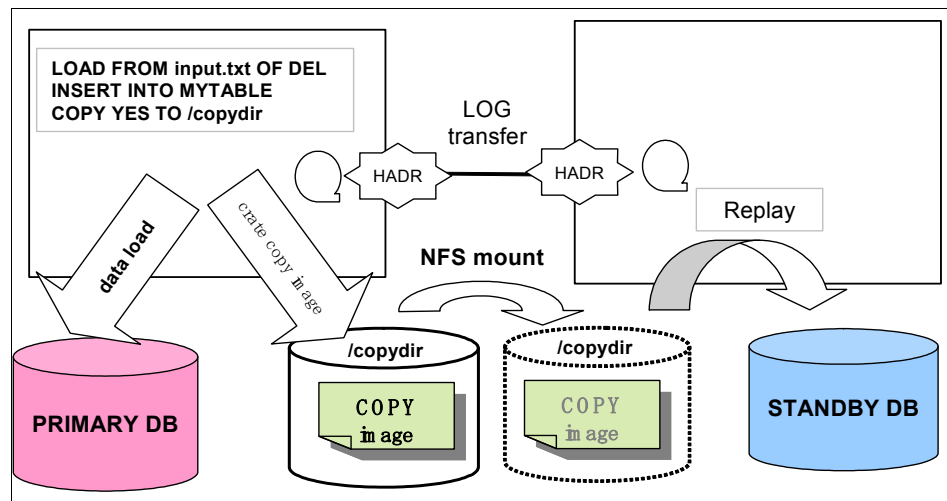 LOAD FROM input.txt OF DEL
INSERT INTO MYTABLE
COPY YES TO /copydir
LOG
transfer
HADR
HADR
Replay
data load
crate copy image
NFS mount
/copydir
/copydir
PRIMARY DB
COPY
image
COPY
image
STANDBY DB